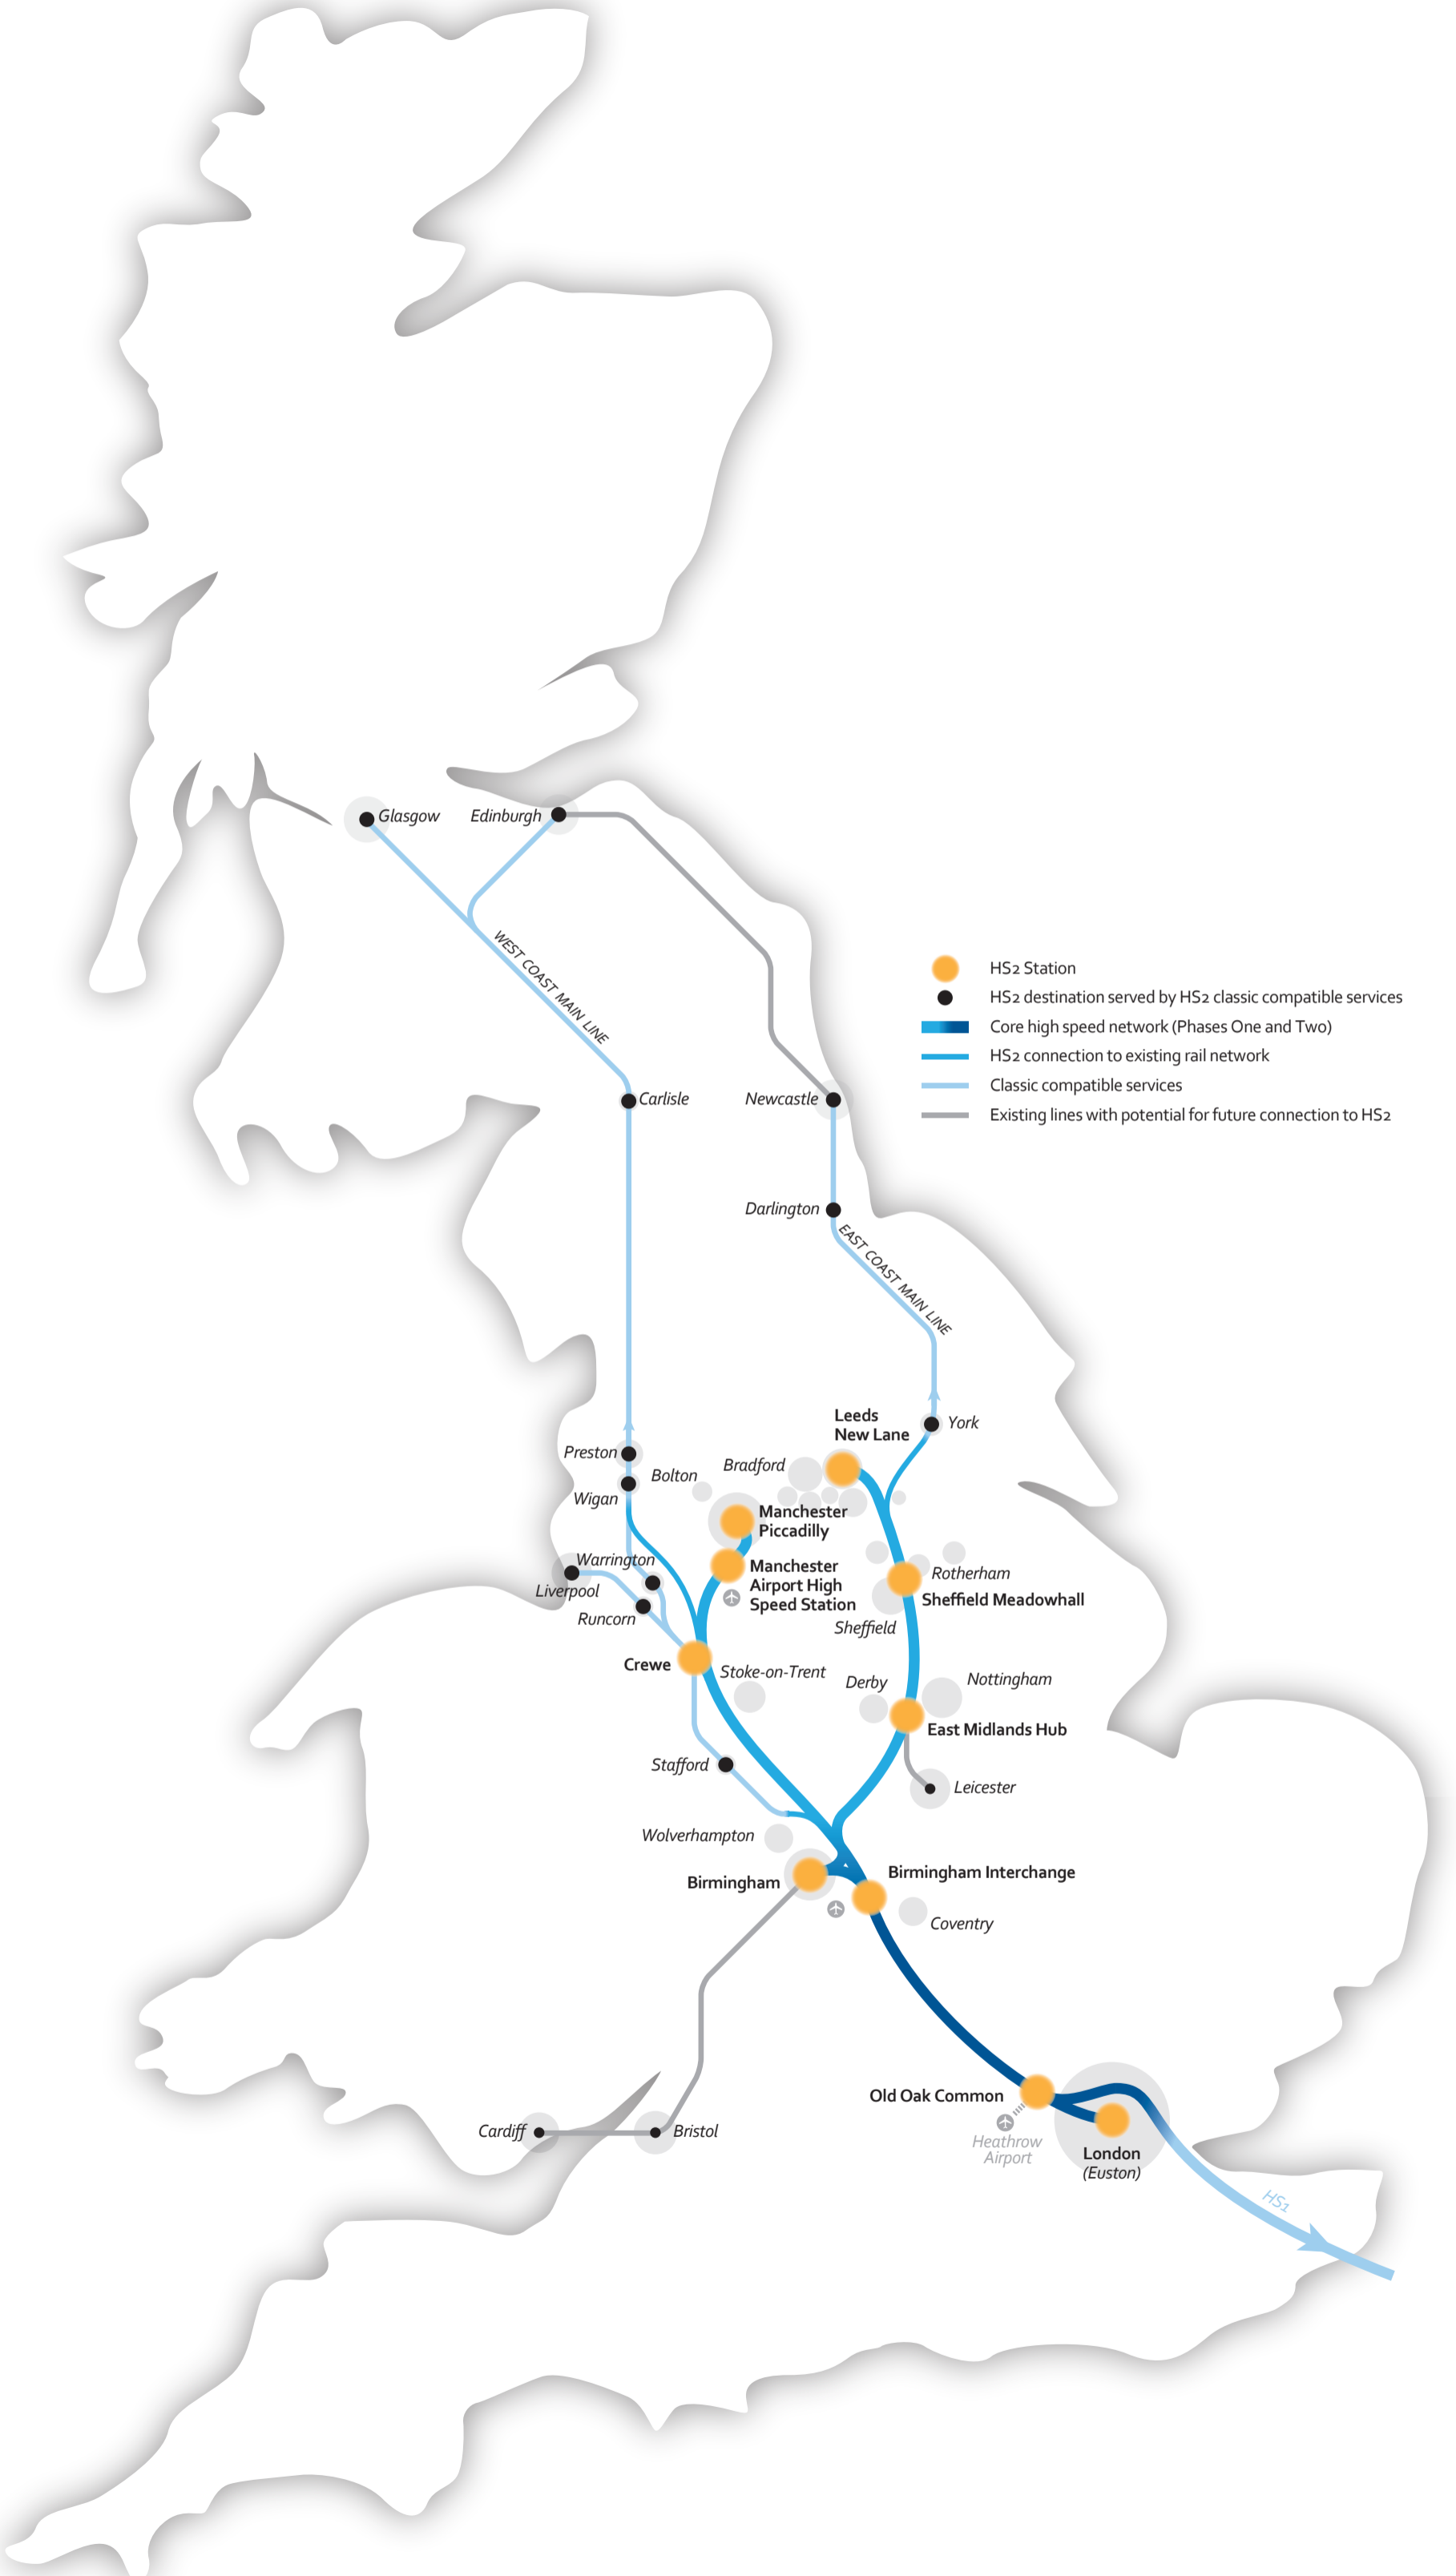 Glasgow
Edinburgh
WEST COAST MAIN LINE
HS2 Station
HS2 destination served by HS2 classic compatible services
Core high speed network (Phases One and Two)
HS2 connection to existing rail network
Classic compatible services
Existing lines with potential for future connection to HS2
Carlisle
Newcastle
Darlington
EAST COAST MAIN LINE
Leeds
New Lane
York
Preston
Bradford
Bolton
Wigan
Manchester
Piccadilly
Warrington
Liverpool
Manchester
Airport High
Speed Station
Rotherham
Sheffield Meadowhall
Runcorn
Sheffield
Crewe
Stoke-on-Trent
Derby
Nottingham
East Midlands Hub
Stafford
Leicester
Wolverhampton
Birmingham
Birmingham Interchange
Coventry
Old Oak Common
Cardiff
Bristol
Heathrow
Airport
London
(Euston)
HS1